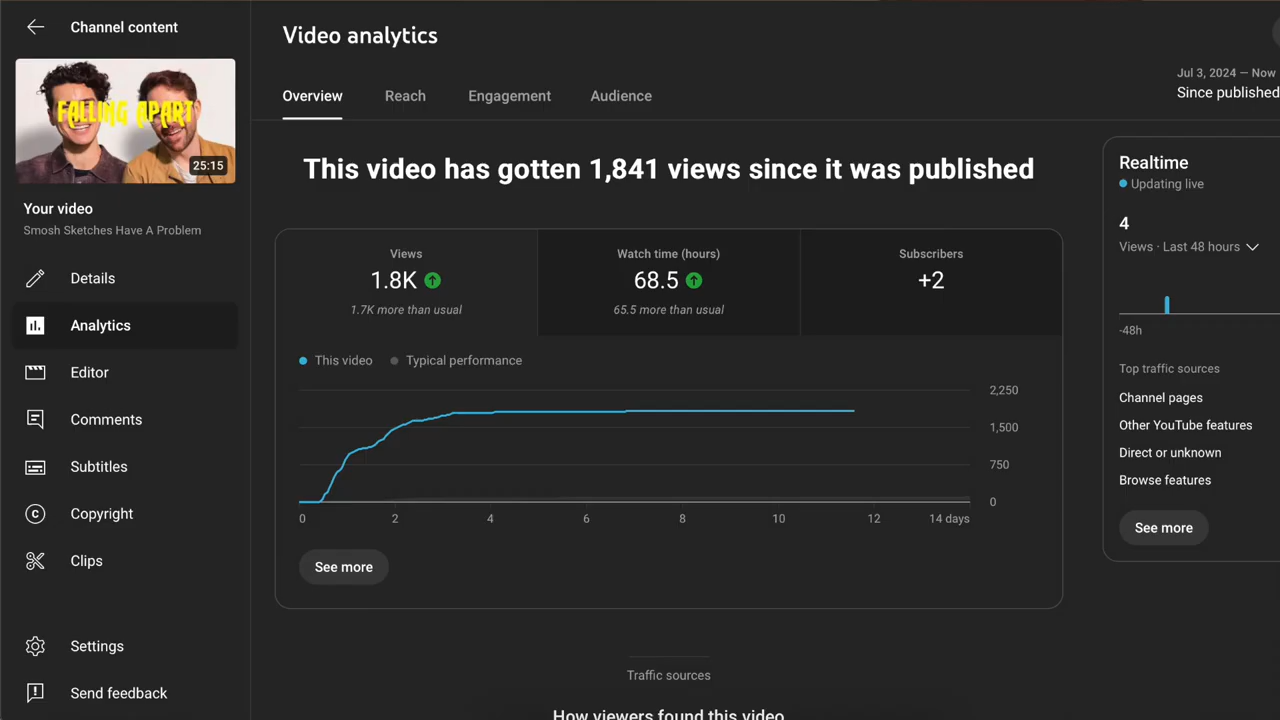 Channel content
FALLING APART
25:15
Your video
Smosh Sketches Have A Problem
Details
Analytics
Editor
Comments
Subtitles
Copyright
Clips
Settings
Send feedback
Video analytics
Overview
Reach
Engagement
Audience
Jul 3, 2024 – Now
Since published
This video has gotten 1,841 views since it was published
Views
1.8K
1.7K more than usual
Watch time (hours)
68.5
65.5 more than usual
Subscribers
+2
This video
Typical performance
2,250
1,500
750
0
0 2 4 6 8 10 12 14 days
See more
Realtime
Updating live
4
Views · Last 48 hours
-48h
Top traffic sources
Channel pages
Other YouTube features
Direct or unknown
Browse features
See more
Traffic sources
How viewers found this video